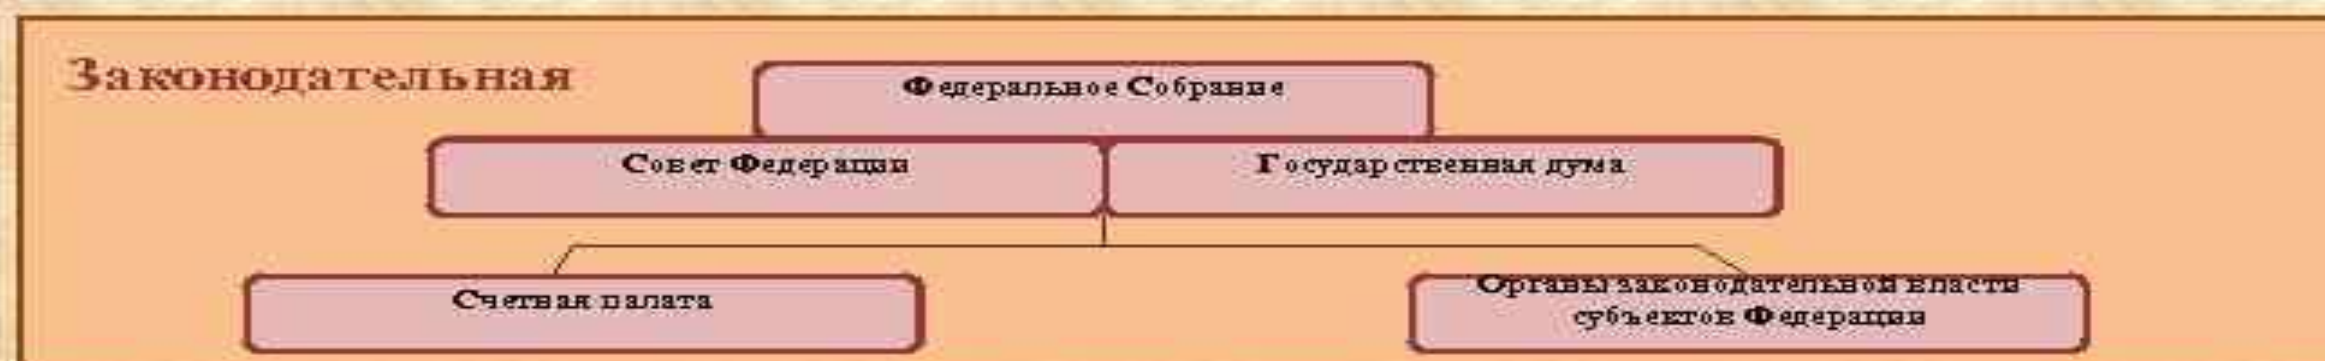 Законодательная
Федеральное Собрание
Совет Федерации
Государственная дума
Счетная палата
Органы законодательной власти
субъектов Федерации